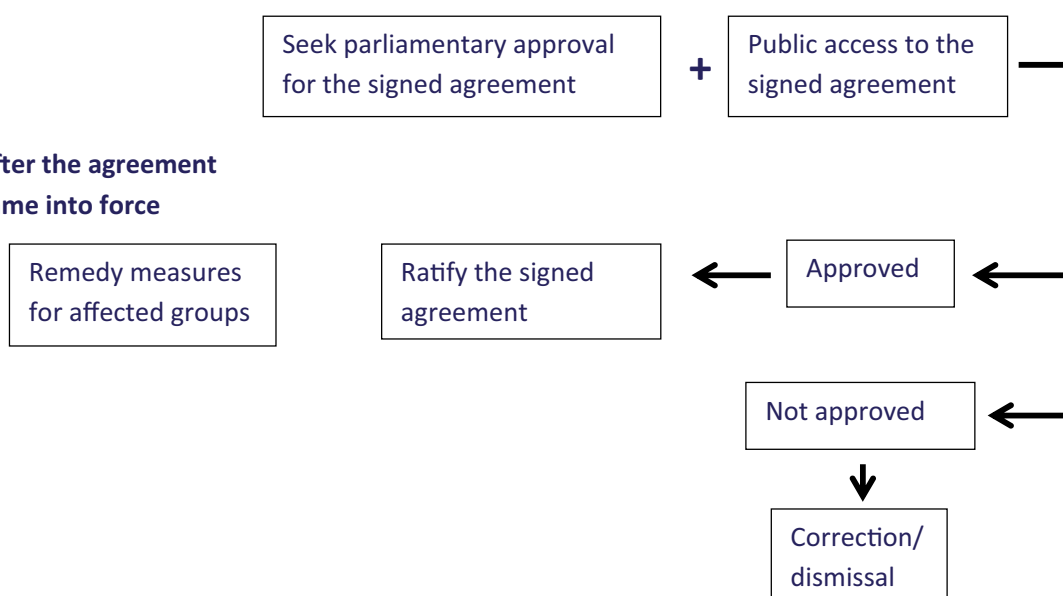 Seek parliamentary approval
for the signed agreement
+
Public access to the
signed agreement
ter the agreement
me into force
Remedy measures
for affected groups
Ratify the signed
agreement
Approved
Not approved
Correction/
dismissal